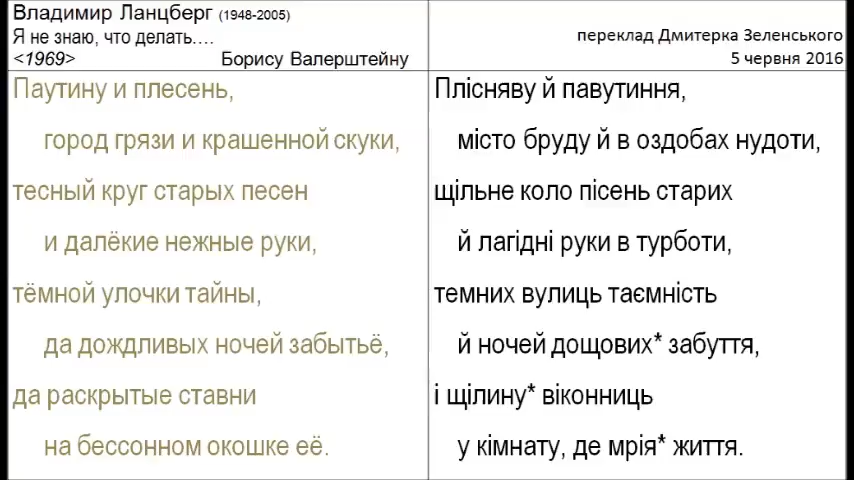 Владимир Ланцберг (1948-2005)
Я не знаю, что делать....
<1969> Борису Валерштейну
Паутину и плесень,
город грязи и крашенной скуки,
тесный круг старых песен
и далёкие нежные руки,
тёмной улочки тайны,
да дождливых ночей забытьё,
да раскрытые ставни
на бессонном окошке её.
переклад Дмитерка Зеленського
5 червня 2016
Плісняву й павутиння,
місто бруду й в оздобах нудоти,
щільне коло пісень старих
й лагідні руки в турботи,
темних вулиць таємність
й ночей дощових* забуття,
і щілину* віконниць
у кімнату, де мрія* життя.